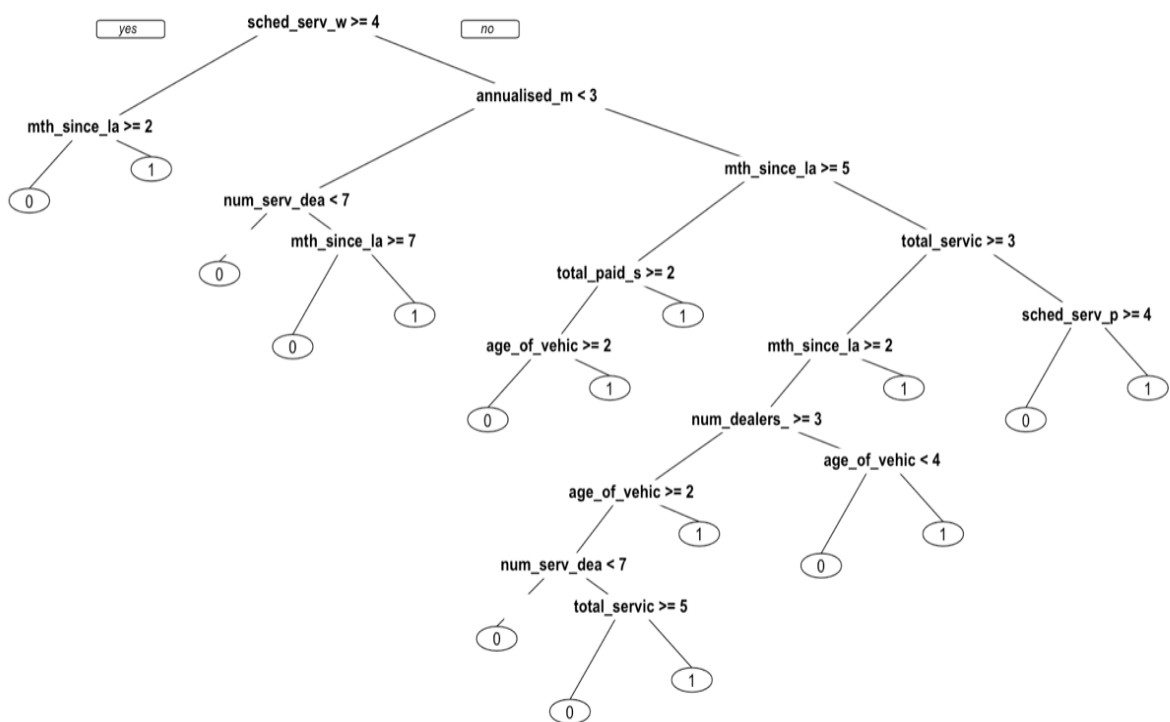 yes
sched_serv_w >= 4
no
annualised_m < 3
mth_since_la >= 2
1
mth_since_la >= 5
0
num_serv_dea < 7
mth_since_la >= 7
total_servic >= 3
0
total_paid_s >= 2
1
1
sched_serv_p >= 4
0
age_of_vehic >= 2
mth_since_la >= 2
1
1
1
0
num_dealers_ >= 3
0
age_of_vehic < 4
age_of_vehic >= 2
1
1
num_serv_dea < 7
0
total_servic >= 5
0
1
0